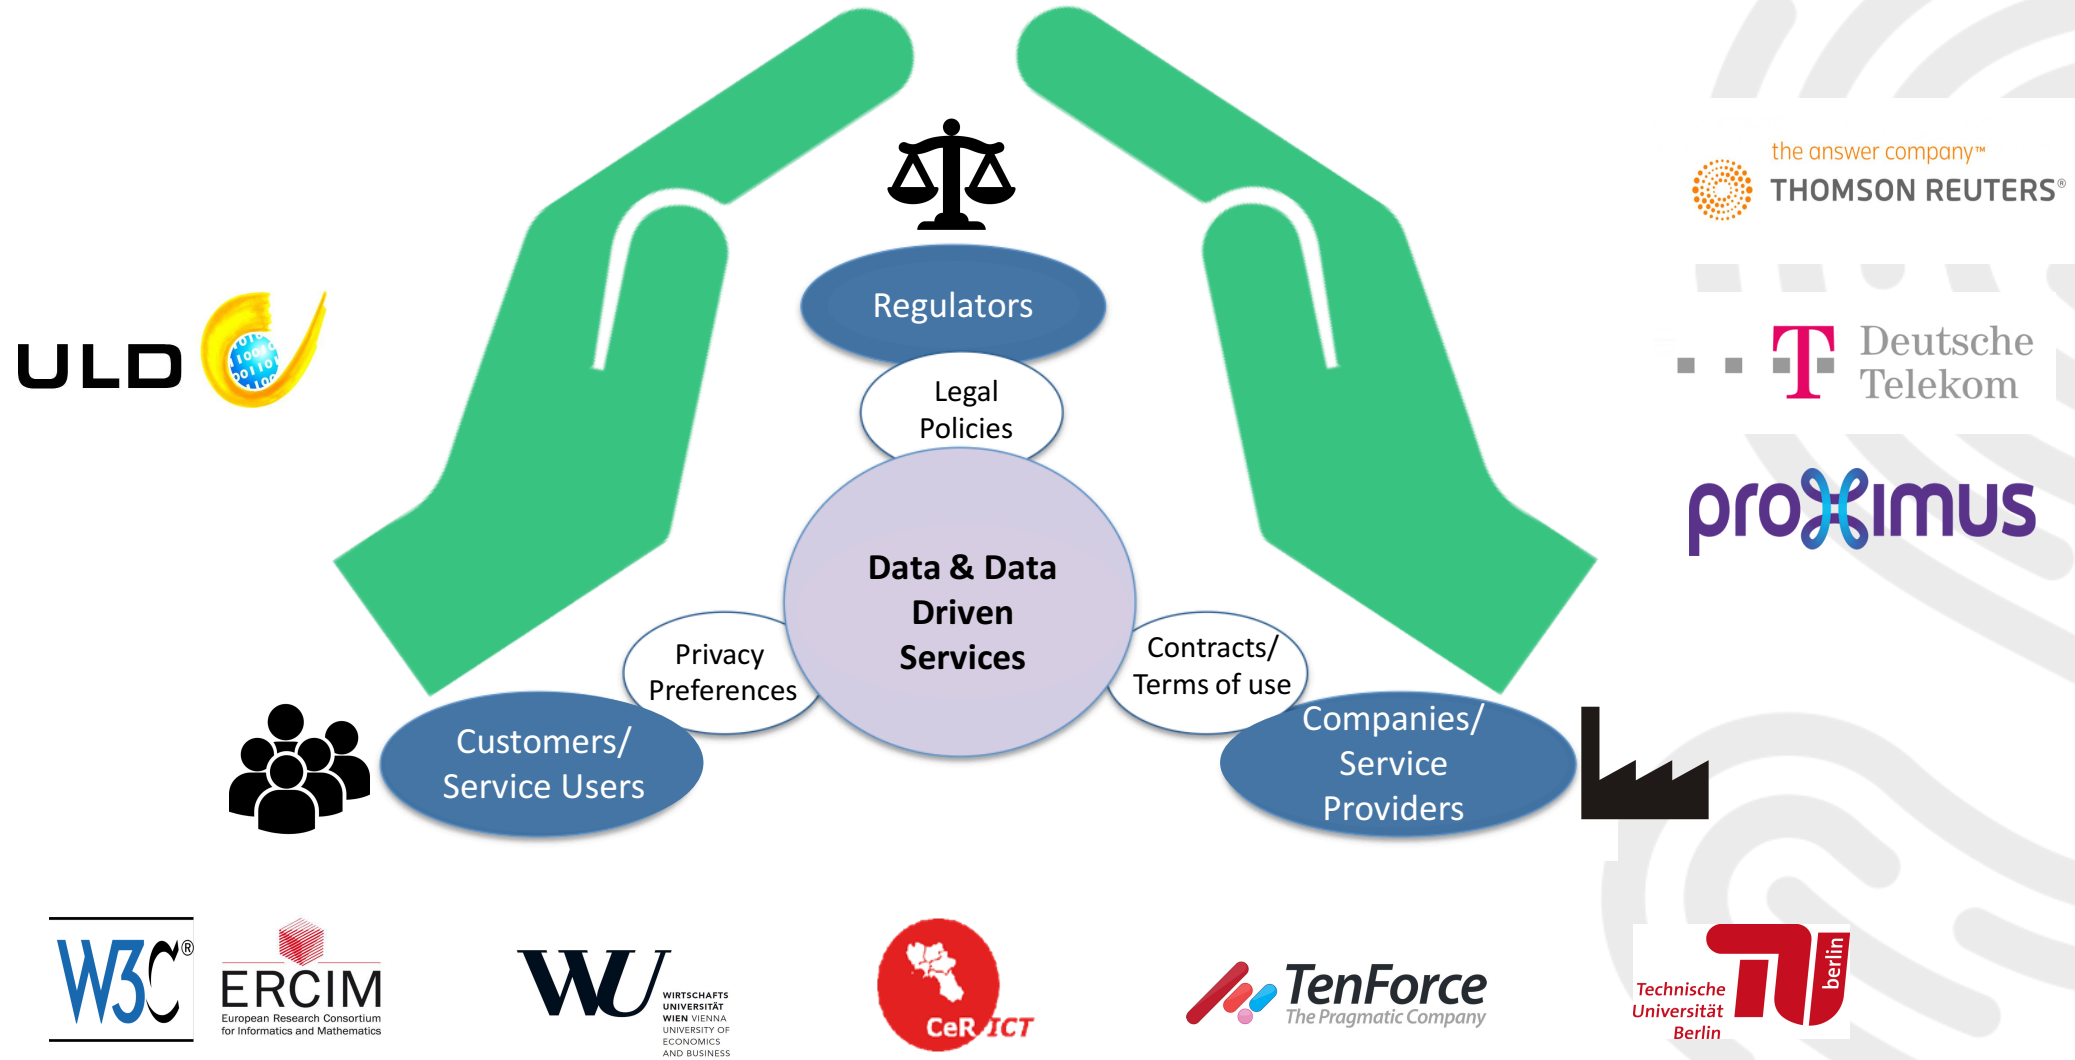 the answer company™
THOMSON REUTERS®
Regulators
ULD
Deutsche
Telekom
T
Legal
Policies
proximus
Data & Data
Driven
Services
Privacy
Preferences
Contracts/
Terms of use
Customers/
Service Users
Companies/
Service
Providers
W3C®
ERCIM
European Research Consortium
for Informatics and Mathematics
WU
WIRTSCHAFTS
UNIVERSITÄT
WIEN VIENNA
UNIVERSITY OF
ECONOMICS
AND BUSINESS
CeRICT
TenForce
The Pragmatic Company
Technische
Universität
Berlin
berlin